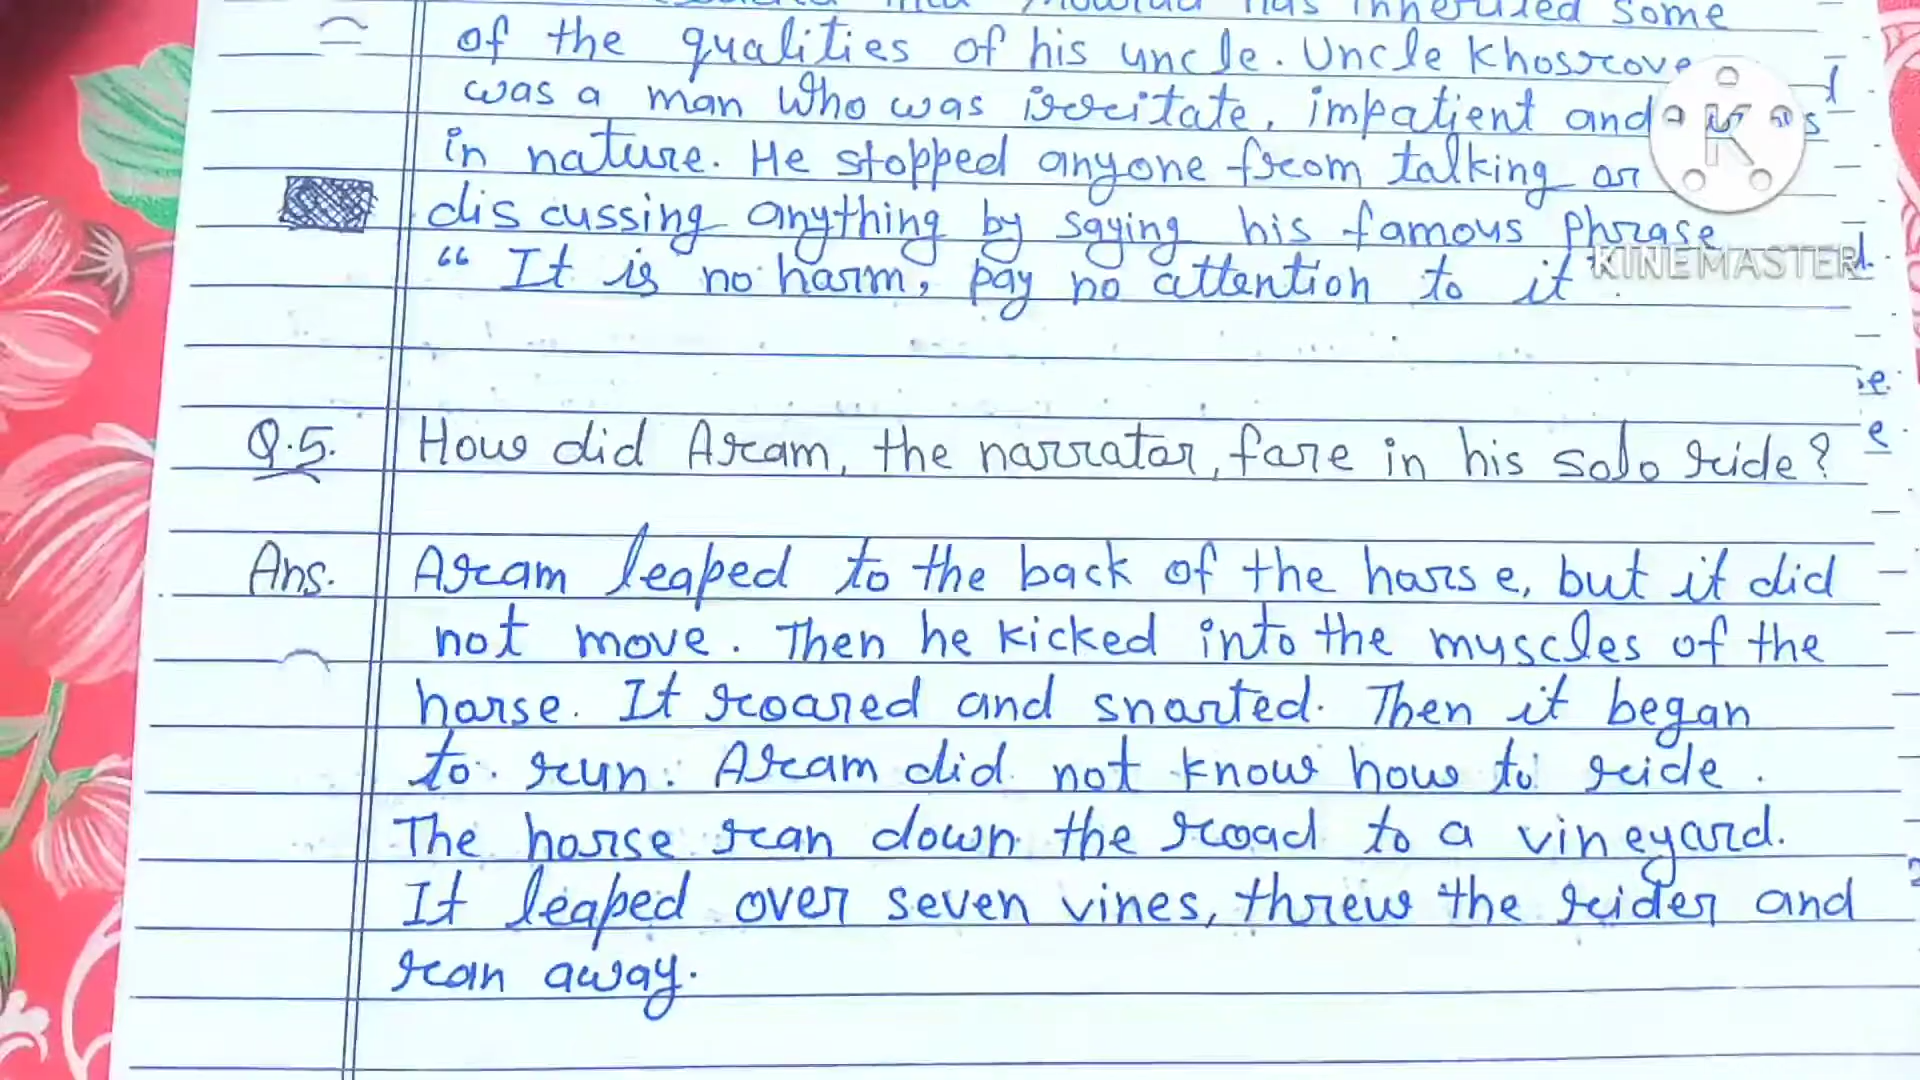 has inherited some
of the qualities of his uncle. Uncle Khosrove
was a man who was irritate, impatient and
in nature. He stopped anyone from talking or
discussing anything by saying his famous phrase
"It is no harm, pay no attention to it
KINEMASTER
Q.5. How did Aram, the narrator, fare in his solo ride?
Ans. Aram leaped to the back of the horse, but it did
not move. Then he kicked into the muscles of the
horse. It roared and snorted. Then it began
to run. Aram did not know how to ride.
The horse ran down the road to a vineyard.
It leaped over seven vines, threw the rider and
ran away.